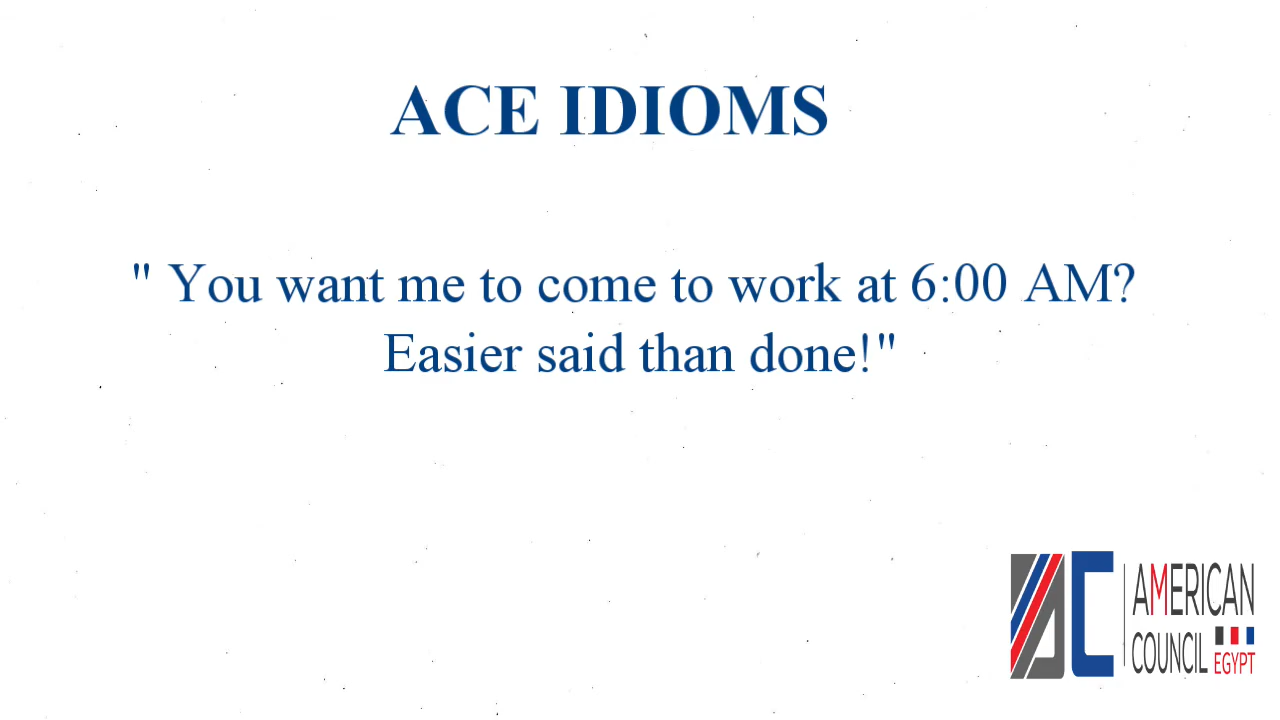 ACE IDIOMS
" You want me to come to work at 6:00 AM?
Easier said than done!"
AC
AMERICAN
COUNCIL
EGYPT